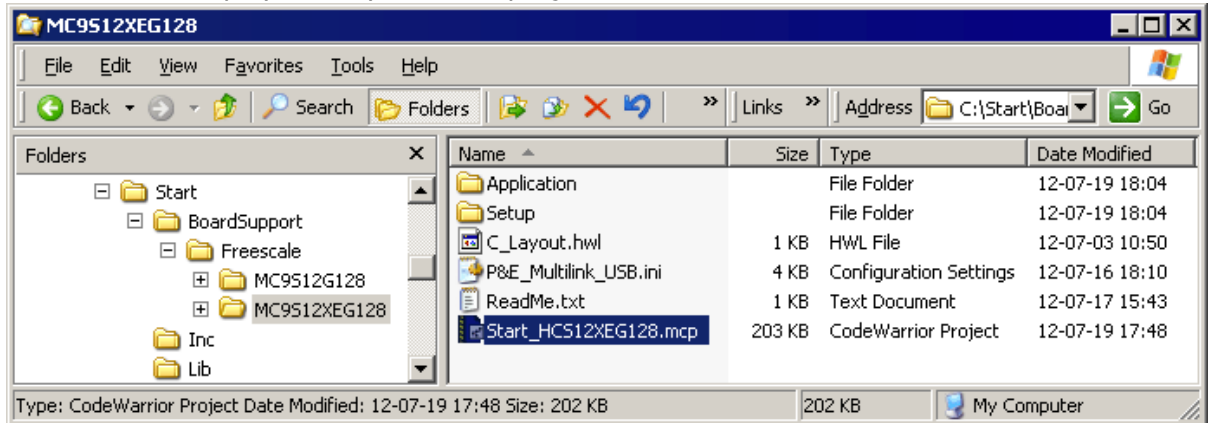 MC9S12XEG128
File Edit View Favorites Tools Help
Back Search Folders » Links » Address C:\Start\Boar Go
Folders x Name Size Type Date Modified
Start Application File Folder 12-07-19 18:04
BoardSupport Setup File Folder 12-07-19 18:04
Freescale C_Layout.hwl 1 KB HWL File 12-07-03 10:50
MC9S12G128 P&E_Multilink_USB.ini 4 KB Configuration Settings 12-07-16 18:10
MC9S12XEG128 ReadMe.txt 1 KB Text Document 12-07-17 15:43
Inc Start_HCS12XEG128.mcp 203 KB CodeWarrior Project 12-07-19 17:48
Lib
Type: CodeWarrior Project Date Modified: 12-07-19 17:48 Size: 202 KB 202 KB My Computer